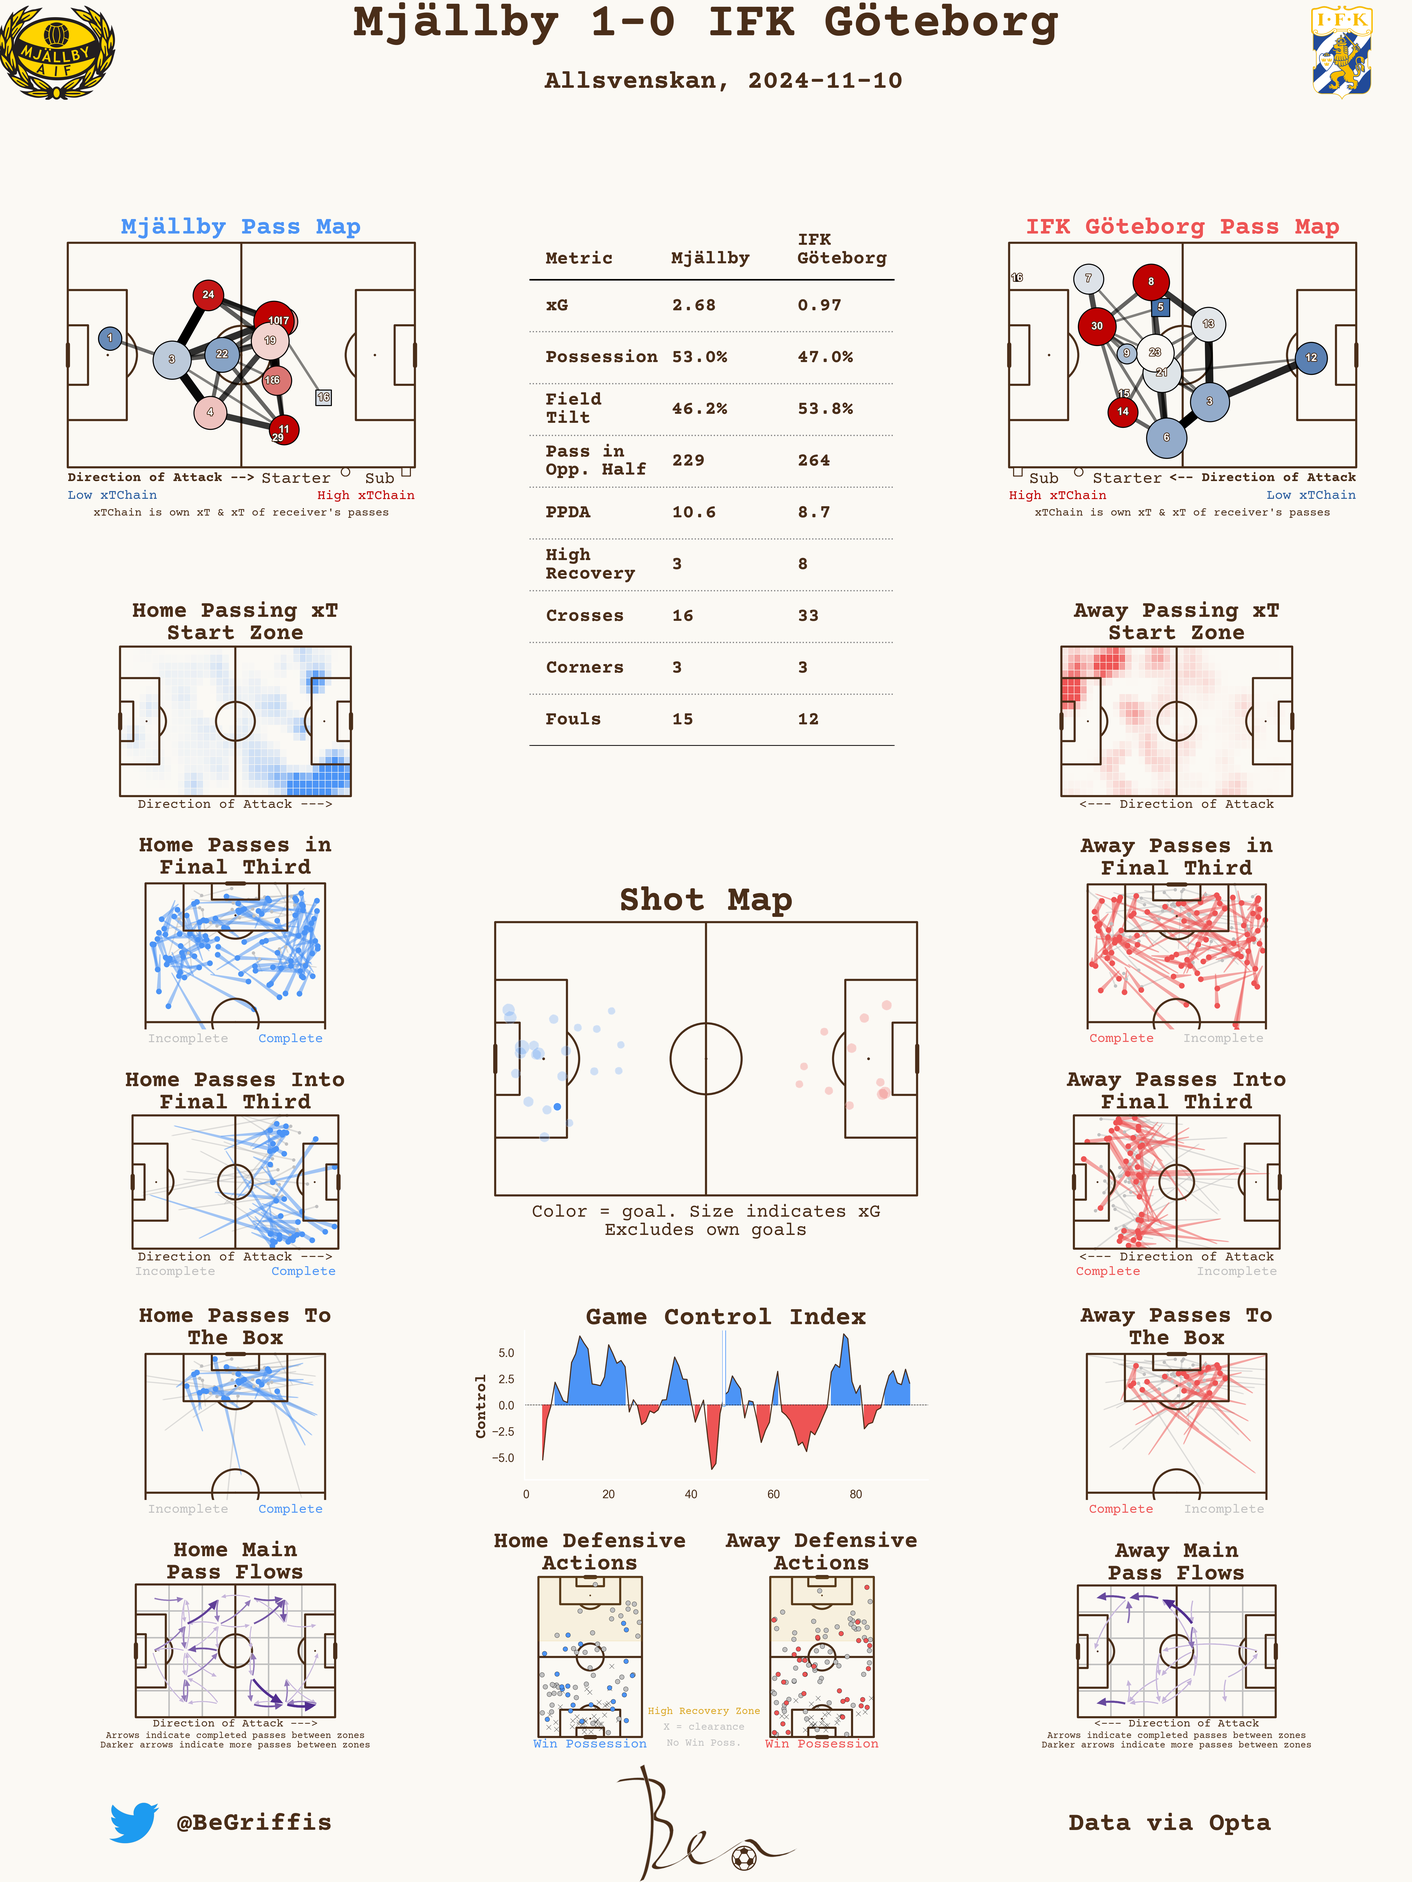 Mjällby 1-0 IFK Göteborg
Allsvenskan, 2024-11-10
MJÄLLBY
A I F
I·F·K
Mjällby Pass Map
24
1
3
22
10
17
19
18
6
16
4
11
29
Direction of Attack --> Starter Sub
Low xTChain High xTChain
xTChain is own xT & xT of receiver's passes
Metric Mjällby IFK Göteborg
xG 2.68 0.97
Possession 53.0% 47.0%
Field Tilt 46.2% 53.8%
Pass in Opp. Half 229 264
PPDA 10.6 8.7
High Recovery 3 8
Crosses 16 33
Corners 3 3
Fouls 15 12
IFK Göteborg Pass Map
16
7
8
5
30
13
9
23
21
12
15
14
3
6
Sub Starter <-- Direction of Attack
High xTChain Low xTChain
xTChain is own xT & xT of receiver's passes
Home Passing xT
Start Zone
Direction of Attack --->
Away Passing xT
Start Zone
<--- Direction of Attack
Home Passes in
Final Third
Incomplete Complete
Away Passes in
Final Third
Complete Incomplete
Shot Map
Color = goal. Size indicates xG
Excludes own goals
Home Passes Into
Final Third
Direction of Attack --->
Incomplete Complete
Away Passes Into
Final Third
<--- Direction of Attack
Complete Incomplete
Home Passes To
The Box
Incomplete Complete
Game Control Index
Control
5.0
2.5
0.0
−2.5
−5.0
0 20 40 60 80
Away Passes To
The Box
Complete Incomplete
Home Main
Pass Flows
Direction of Attack --->
Arrows indicate completed passes between zones
Darker arrows indicate more passes between zones
Home Defensive
Actions
Win Possession
Away Defensive
Actions
Win Possession
High Recovery Zone
X = clearance
No Win Poss.
Away Main
Pass Flows
<--- Direction of Attack
Arrows indicate completed passes between zones
Darker arrows indicate more passes between zones
@BeGriffis
Ben
Data via Opta